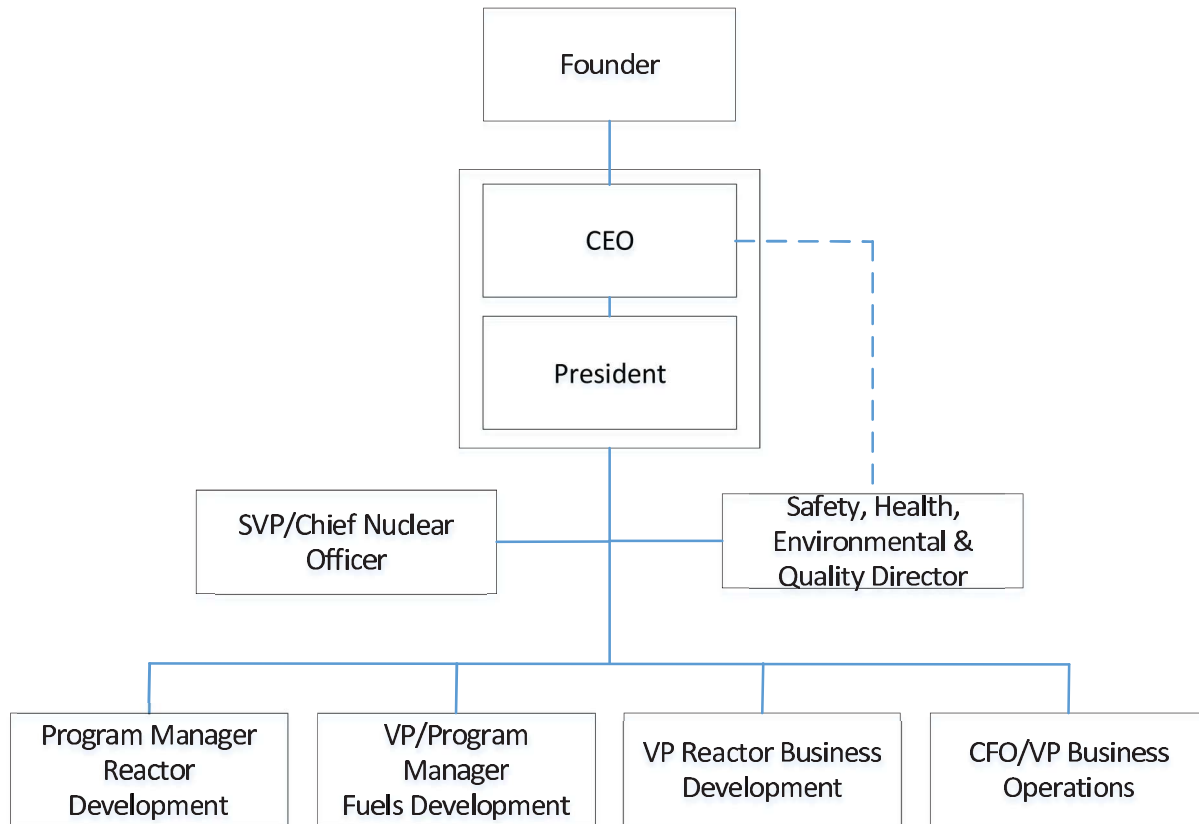 Founder
CEO
President
SVP/Chief Nuclear
Officer
Safety, Health,
Environmental &
Quality Director
Program Manager
Reactor
Development
VP/Program
Manager
Fuels Development
VP Reactor Business
Development
CFO/VP Business
Operations